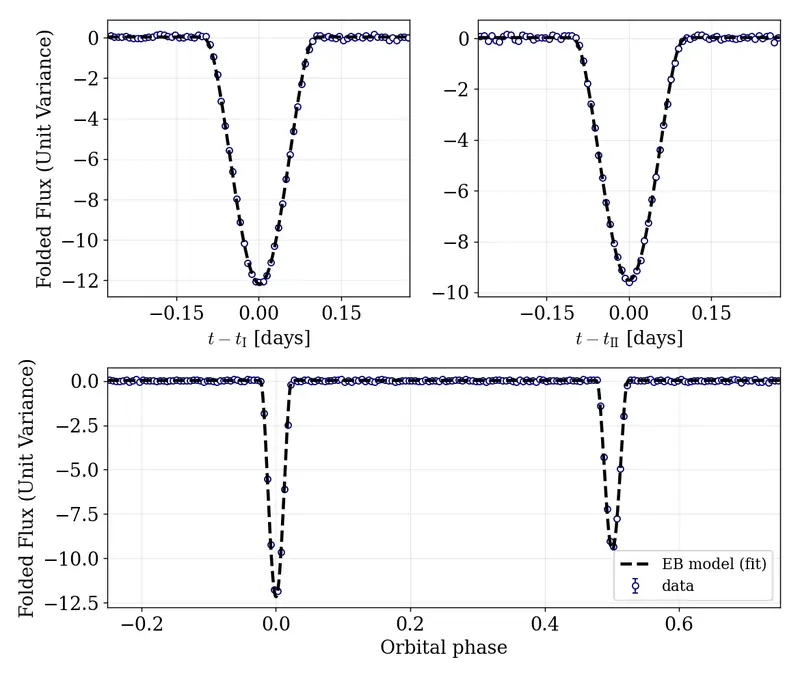 Folded Flux (Unit Variance)
0
−2
−4
−6
−8
−10
−12
−0.15 0.00 0.15
t − tI [days]
0
−2
−4
−6
−8
−10
−0.15 0.00 0.15
t − tII [days]
Folded Flux (Unit Variance)
0.0
−2.5
−5.0
−7.5
−10.0
−12.5
−0.2 0.0 0.2 0.4 0.6
Orbital phase
EB model (fit)
data